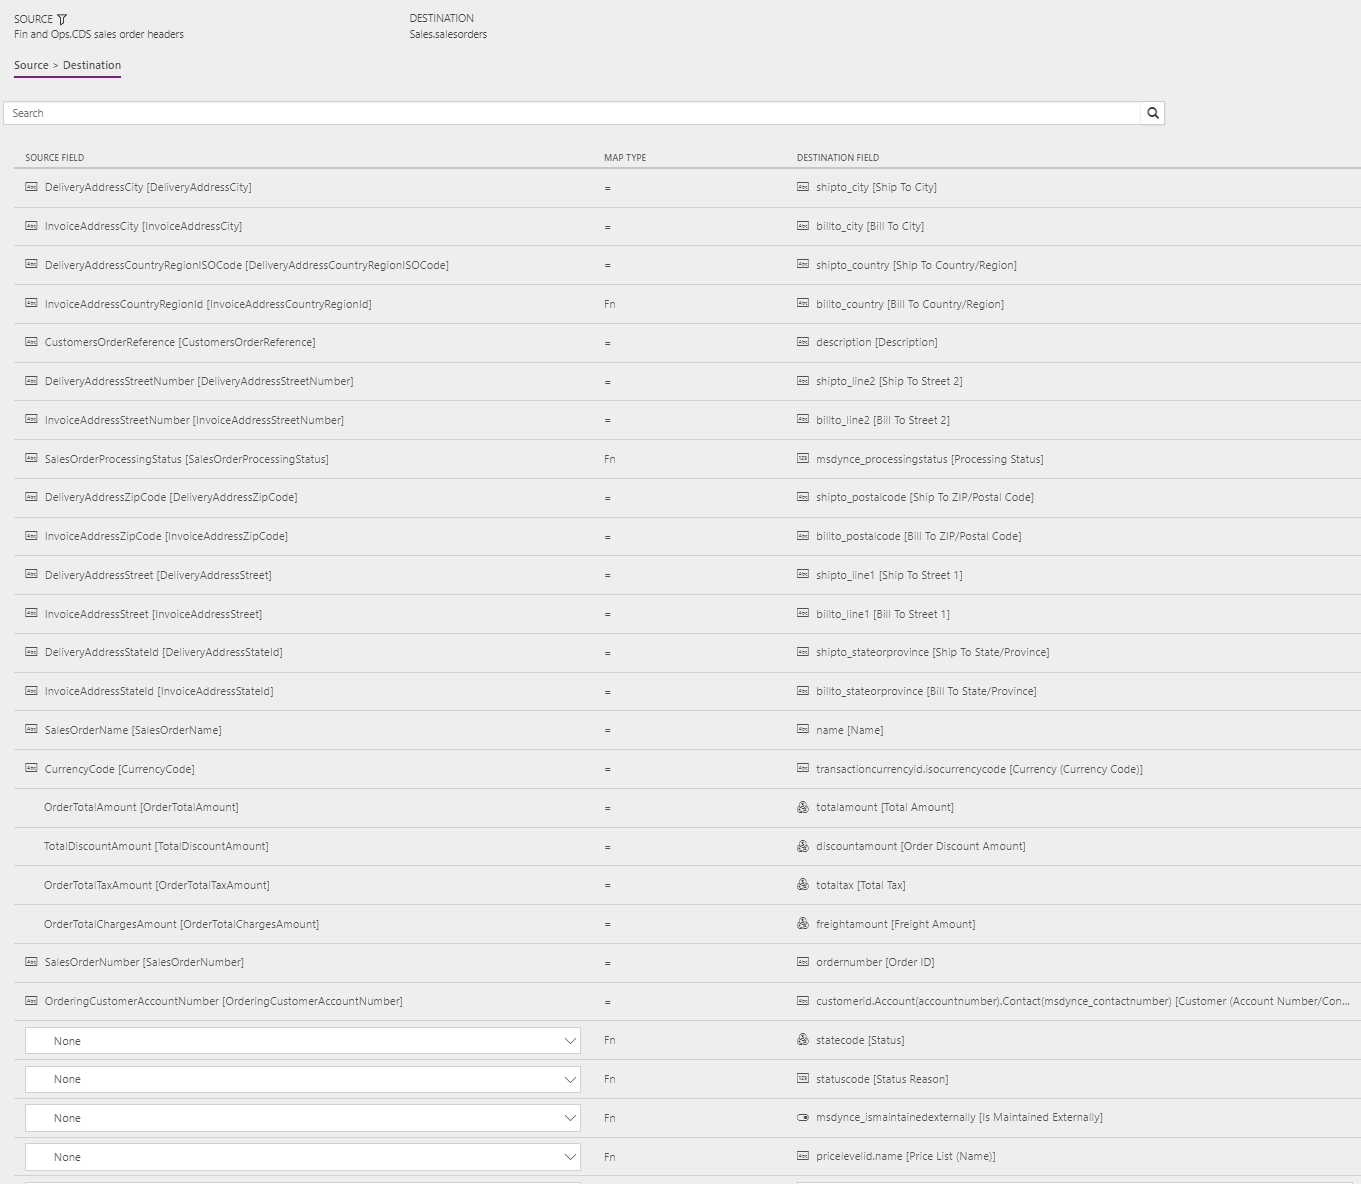 SOURCE
DESTINATION
Fin and Ops.CDS sales order headers
Sales.salesorders
Source > Destination
Search
SOURCE FIELD MAP TYPE DESTINATION FIELD
DeliveryAddressCity [DeliveryAddressCity] = shipto_city [Ship To City]
InvoiceAddressCity [InvoiceAddressCity] = billto_city [Bill To City]
DeliveryAddressCountryRegionISOCode [DeliveryAddressCountryRegionISOCode] = shipto_country [Ship To Country/Region]
InvoiceAddressCountryRegionId [InvoiceAddressCountryRegionId] Fn billto_country [Bill To Country/Region]
CustomersOrderReference [CustomersOrderReference] = description [Description]
DeliveryAddressStreetNumber [DeliveryAddressStreetNumber] = shipto_line2 [Ship To Street 2]
InvoiceAddressStreetNumber [InvoiceAddressStreetNumber] = billto_line2 [Bill To Street 2]
SalesOrderProcessingStatus [SalesOrderProcessingStatus] Fn msdynce_processingstatus [Processing Status]
DeliveryAddressZipCode [DeliveryAddressZipCode] = shipto_postalcode [Ship To ZIP/Postal Code]
InvoiceAddressZipCode [InvoiceAddressZipCode] = billto_postalcode [Bill To ZIP/Postal Code]
DeliveryAddressStreet [DeliveryAddressStreet] = shipto_line1 [Ship To Street 1]
InvoiceAddressStreet [InvoiceAddressStreet] = billto_line1 [Bill To Street 1]
DeliveryAddressStateId [DeliveryAddressStateId] = shipto_stateorprovince [Ship To State/Province]
InvoiceAddressStateId [InvoiceAddressStateId] = billto_stateorprovince [Bill To State/Province]
SalesOrderName [SalesOrderName] = name [Name]
CurrencyCode [CurrencyCode] = transactioncurrencyid.isocurrencycode [Currency (Currency Code)]
OrderTotalAmount [OrderTotalAmount] = totalamount [Total Amount]
TotalDiscountAmount [TotalDiscountAmount] = discountamount [Order Discount Amount]
OrderTotalTaxAmount [OrderTotalTaxAmount] = totaltax [Total Tax]
OrderTotalChargesAmount [OrderTotalChargesAmount] = freightamount [Freight Amount]
SalesOrderNumber [SalesOrderNumber] = ordernumber [Order ID]
OrderingCustomerAccountNumber [OrderingCustomerAccountNumber] = customerid.Account(accountnumber).Contact(msdynce_contactnumber) [Customer (Account Number/Con...
None Fn statecode [Status]
None Fn statuscode [Status Reason]
None Fn msdynce_ismaintainedexternally [Is Maintained Externally]
None Fn pricelevelid.name [Price List (Name)]